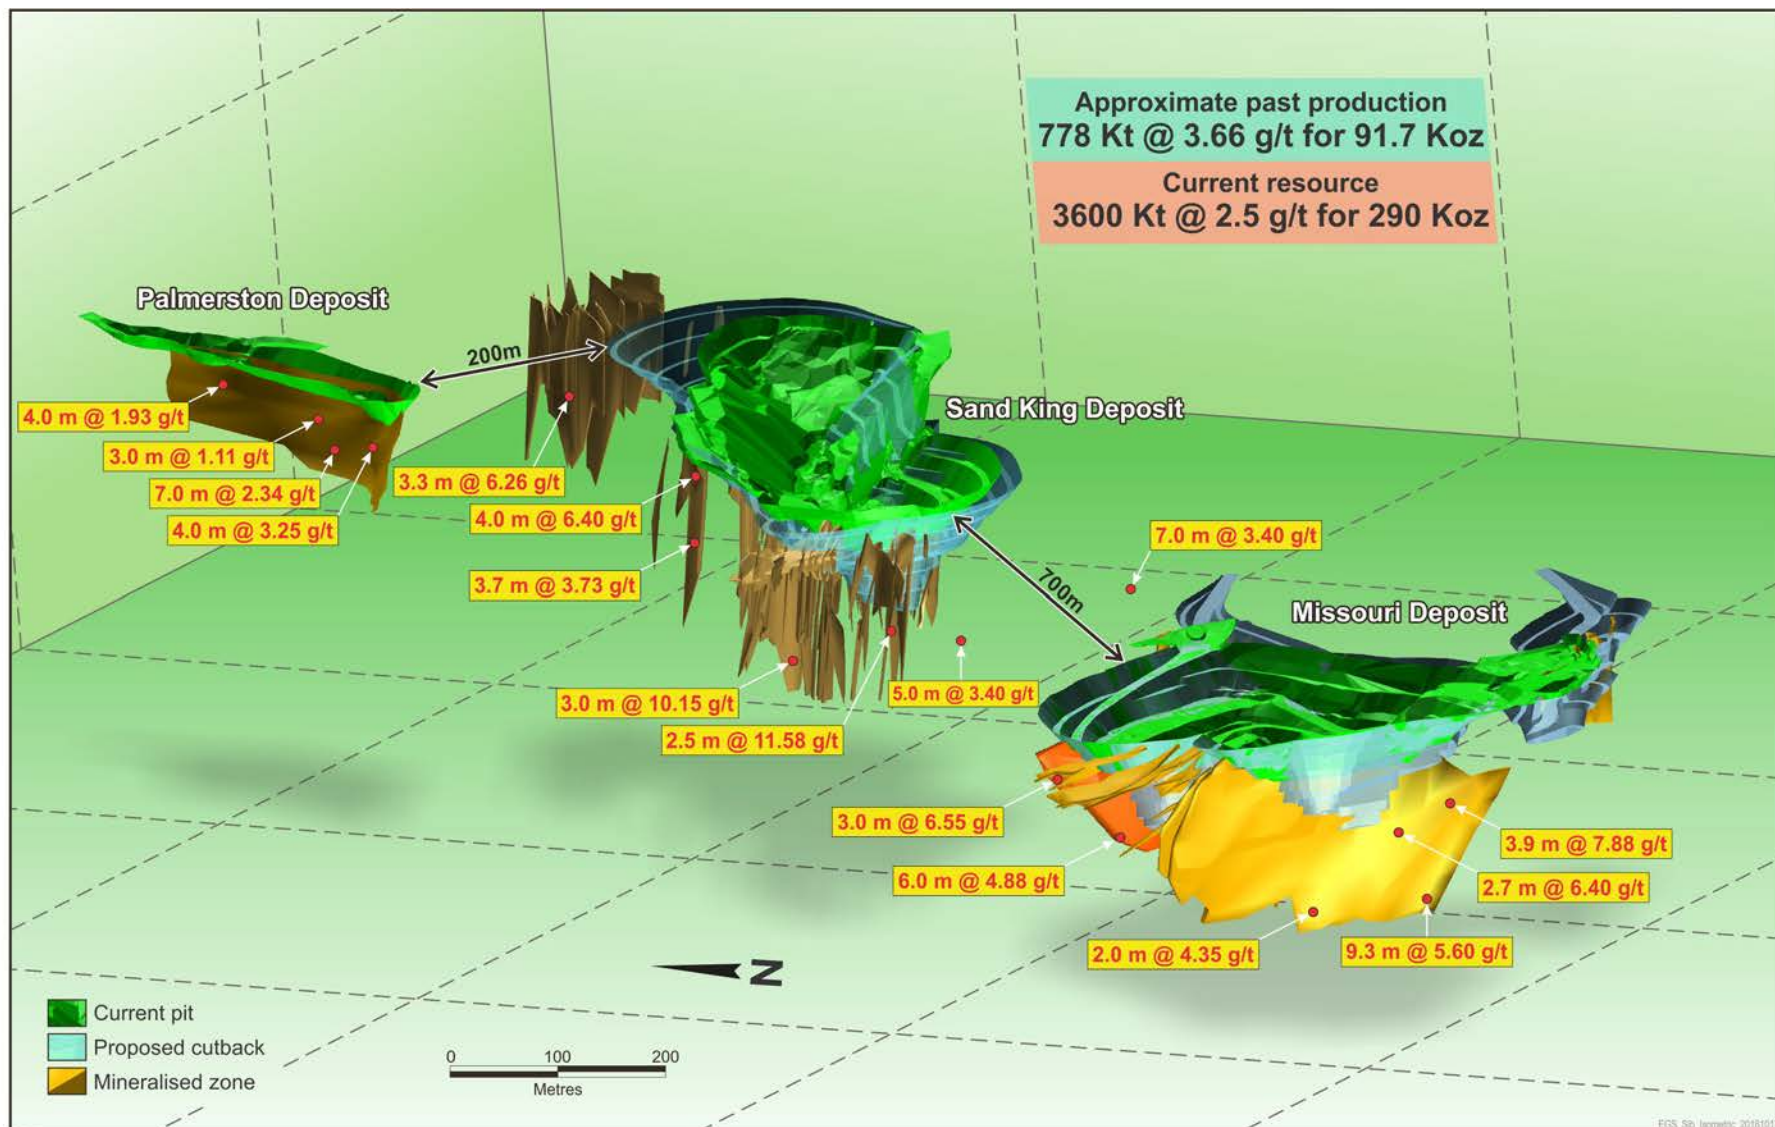 Approximate past production
778 Kt @ 3.66 g/t for 91.7 Koz
Current resource
3600 Kt @ 2.5 g/t for 290 Koz
Palmerston Deposit
200m
Sand King Deposit
4.0 m @ 1.93 g/t
3.0 m @ 1.11 g/t
7.0 m @ 2.34 g/t
4.0 m @ 3.25 g/t
3.3 m @ 6.26 g/t
4.0 m @ 6.40 g/t
3.7 m @ 3.73 g/t
7.0 m @ 3.40 g/t
700m
Missouri Deposit
3.0 m @ 10.15 g/t
5.0 m @ 3.40 g/t
2.5 m @ 11.58 g/t
3.0 m @ 6.55 g/t
6.0 m @ 4.88 g/t
3.9 m @ 7.88 g/t
2.7 m @ 6.40 g/t
2.0 m @ 4.35 g/t
9.3 m @ 5.60 g/t
N
Current pit
Proposed cutback
Mineralised zone
0 100 200
Metres